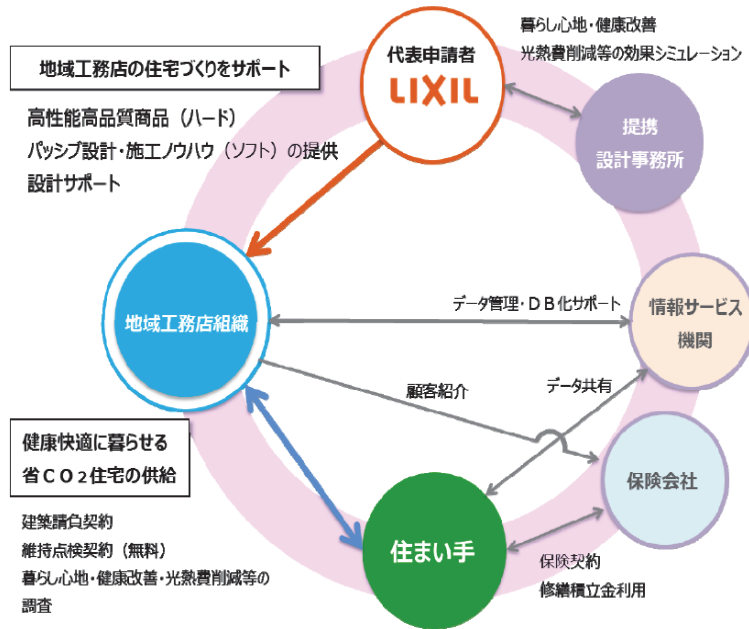 代表申請者
LIXIL
暮らし心地・健康改善
光熱費削減等の効果シミュレーション
地域工務店の住宅づくりをサポート
高性能高品質商品（ハード）
パッシブ設計・施工ノウハウ（ソフト）の提供
設計サポート
提携
設計事務所
地域工務店組織
データ管理・ＤＢ化サポート
情報サービス
機関
顧客紹介
データ共有
健康快適に暮らせる
省ＣＯ２住宅の供給
保険会社
建築請負契約
維持点検契約（無料）
暮らし心地・健康改善・光熱費削減等の
調査
住まい手
保険契約
修繕積立金利用